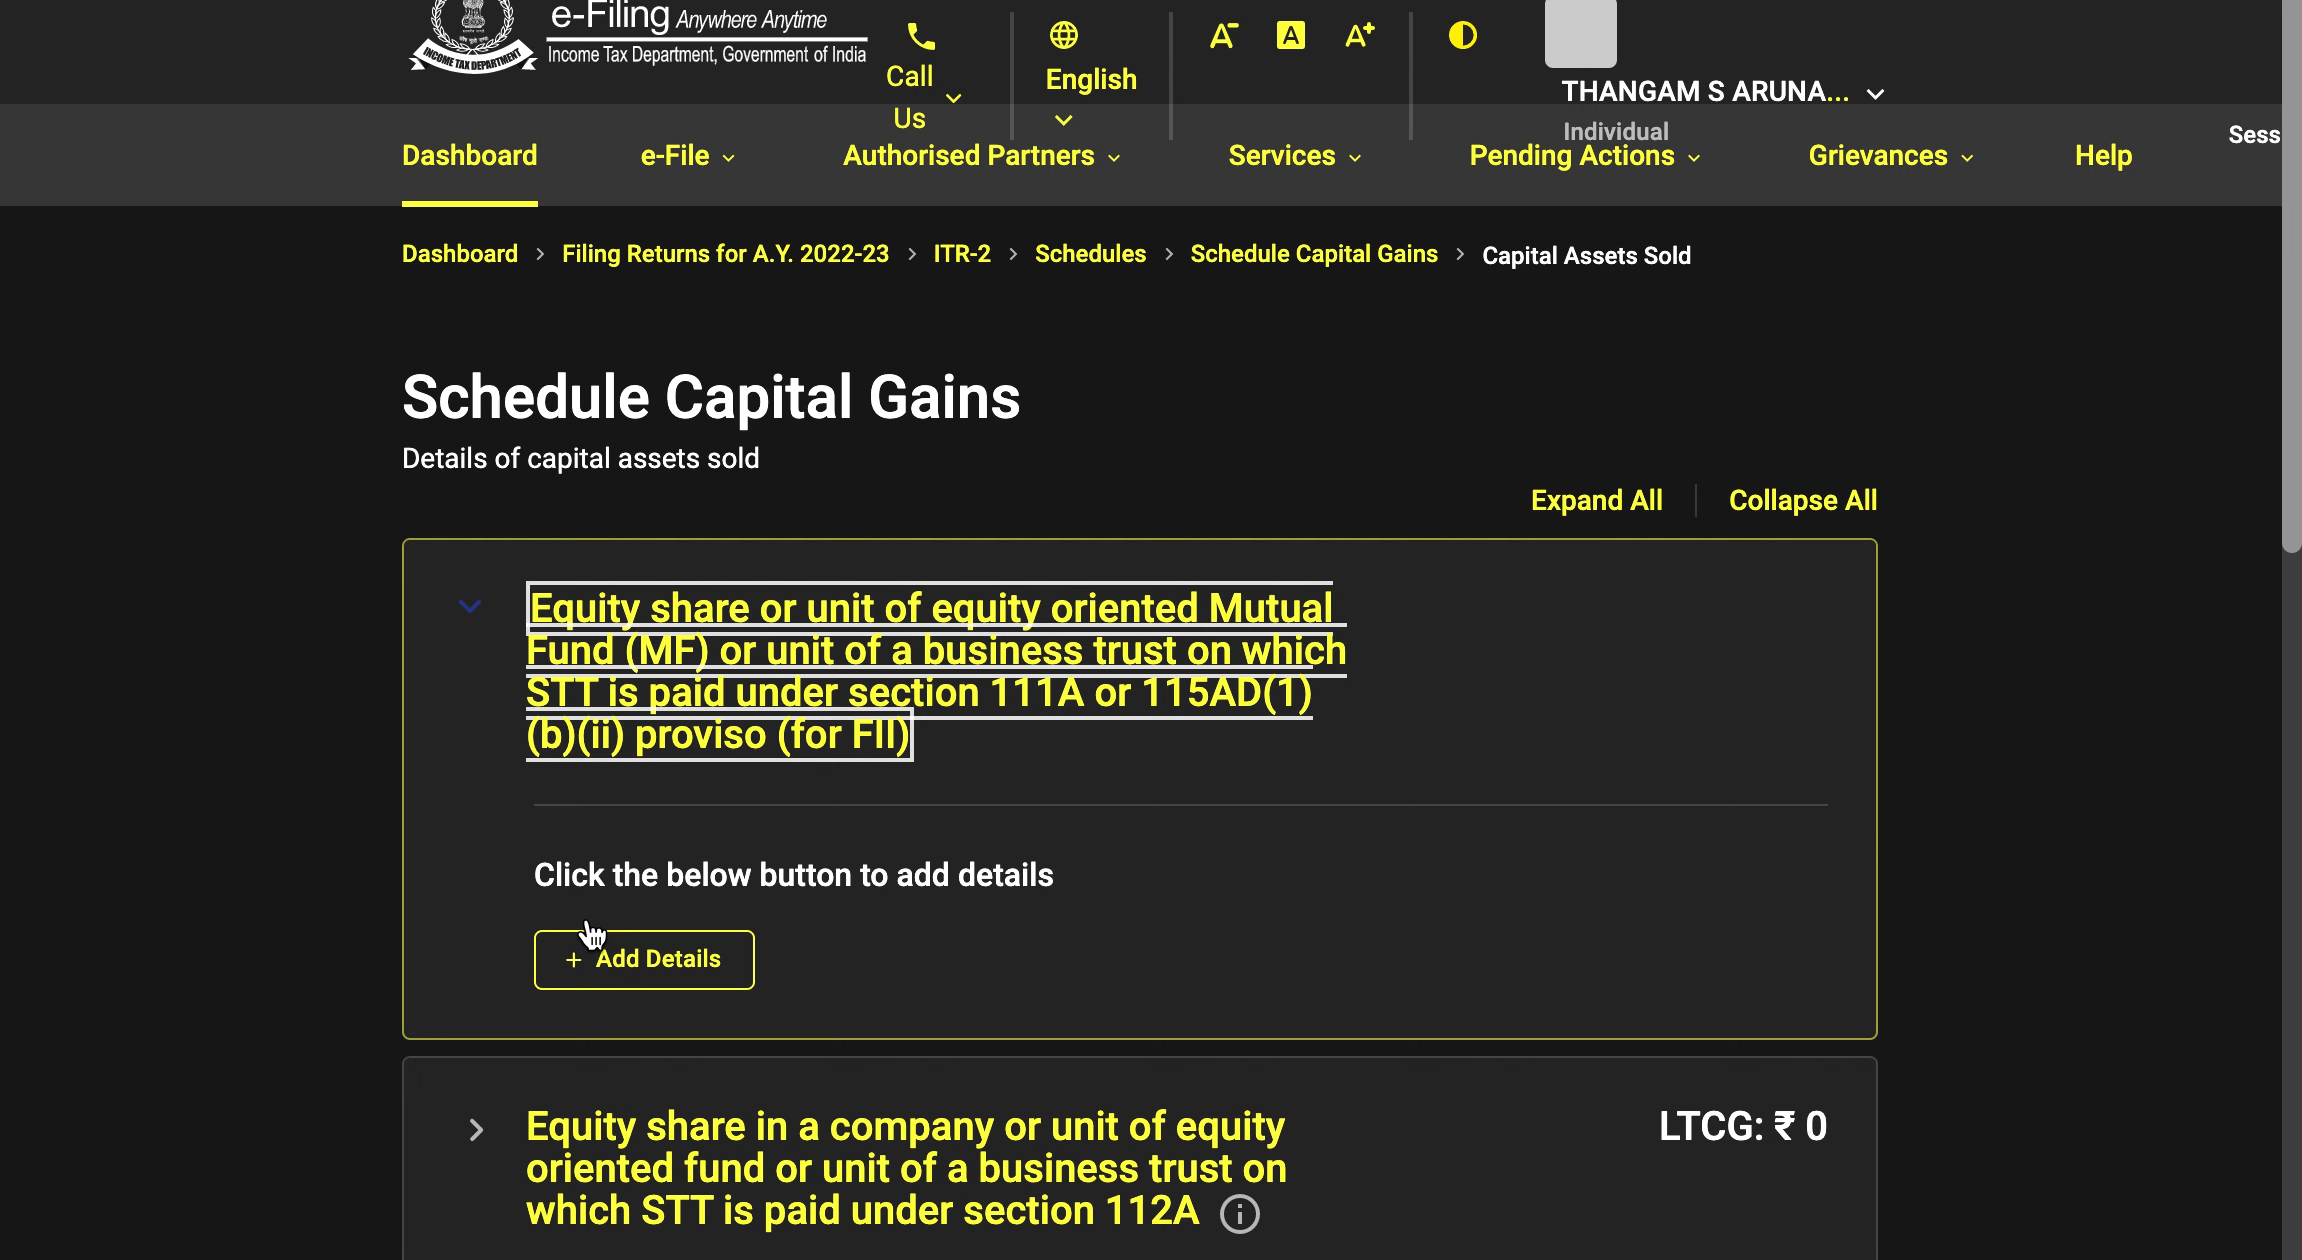 e-Filing Anywhere Anytime
Income Tax Department, Government of India
INCOME TAX DEPARTMENT
Call
Us
English
A-
A
A+
THANGAM S ARUNA...
Individual
Sess
Dashboard
e-File
Authorised Partners
Services
Pending Actions
Grievances
Help
Dashboard > Filing Returns for A.Y. 2022-23 > ITR-2 > Schedules > Schedule Capital Gains > Capital Assets Sold
Schedule Capital Gains
Details of capital assets sold
Expand All
Collapse All
Equity share or unit of equity oriented Mutual
Fund (MF) or unit of a business trust on which
STT is paid under section 111A or 115AD(1)
(b)(ii) proviso (for FII)
Click the below button to add details
+ Add Details
Equity share in a company or unit of equity
oriented fund or unit of a business trust on
which STT is paid under section 112A
LTCG: ₹ 0